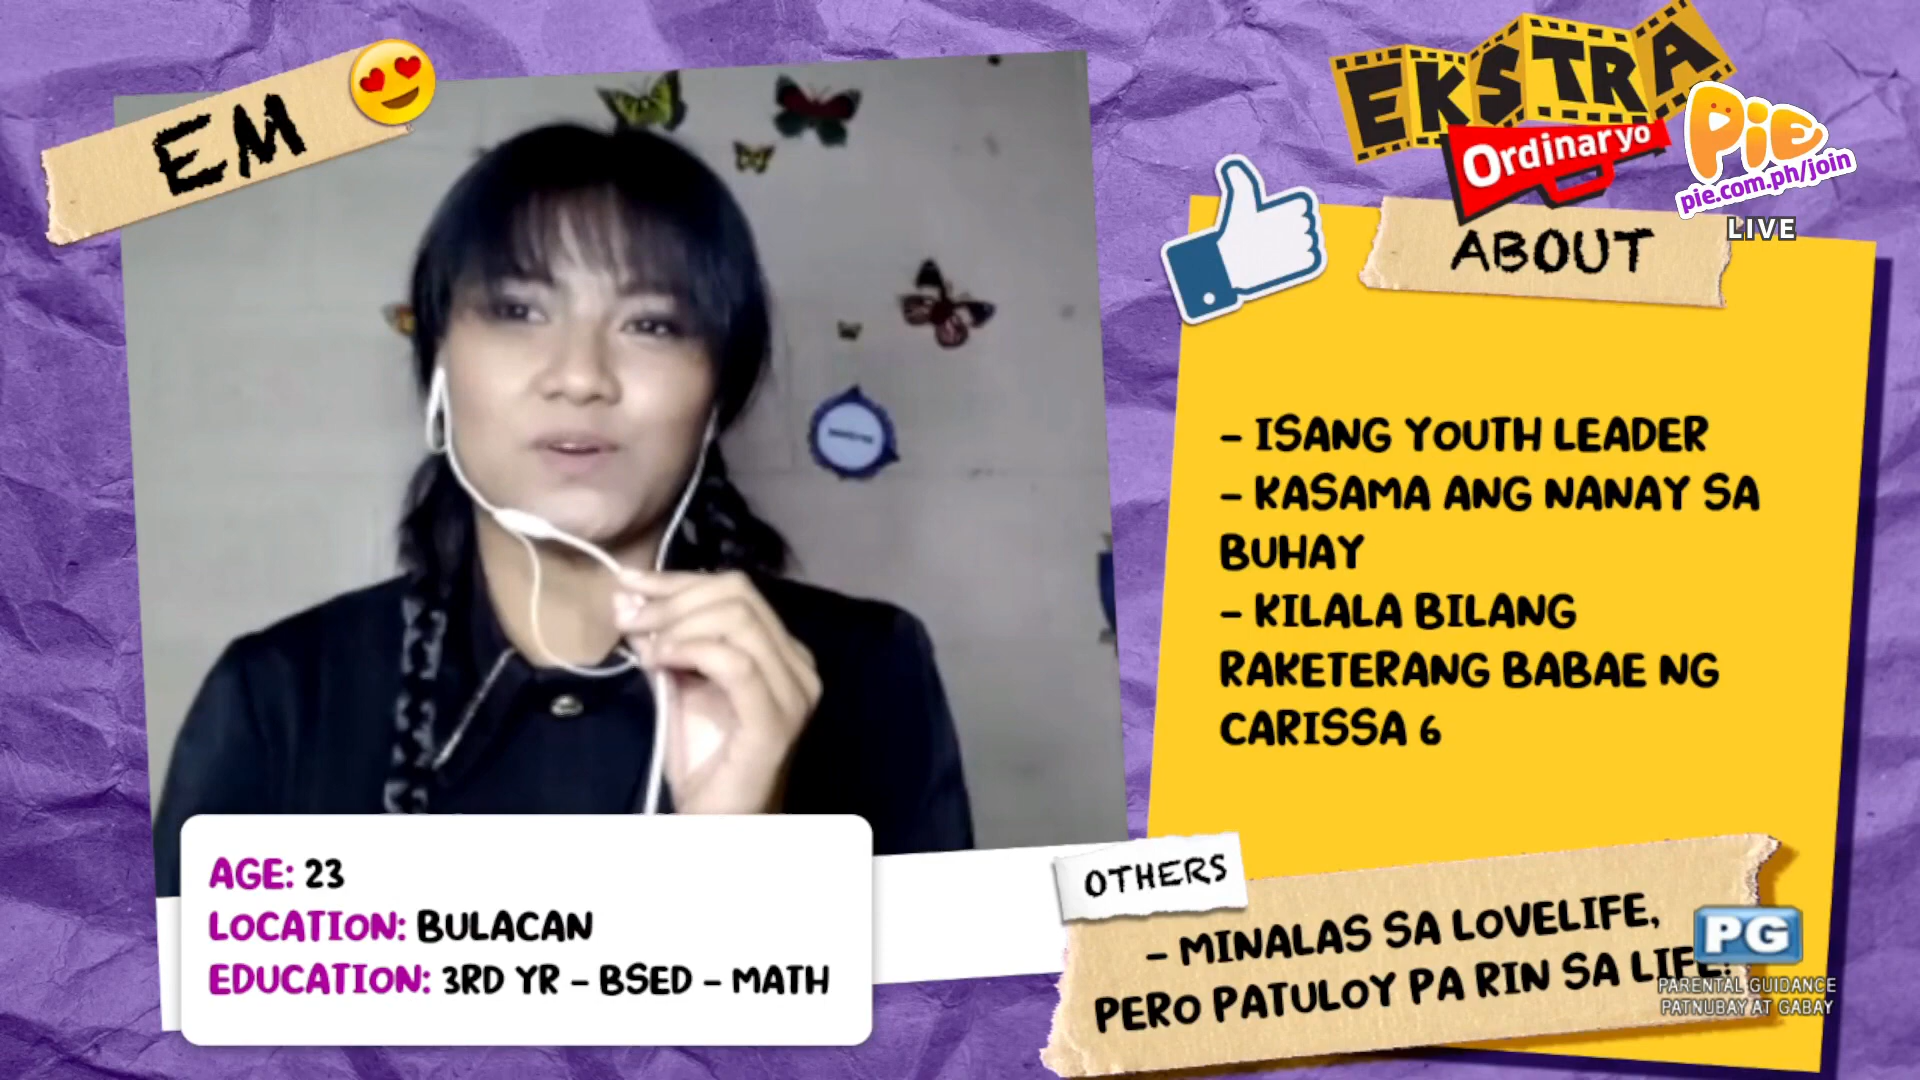 EM
EKSTRA
Ordinaryo
PiE
pie.com.ph/join
LIVE
ABOUT
- ISANG YOUTH LEADER
- KASAMA ANG NANAY SA
BUHAY
- KILALA BILANG
RAKETERANG BABAE NG
CARISSA 6
AGE: 23
LOCATION: BULACAN
EDUCATION: 3RD YR - BSED - MATH
OTHERS
- MINALAS SA LOVELIFE,
PERO PATULOY PA RIN SA LIFE.
PG
PARENTAL GUIDANCE
PATNUBAY AT GABAY